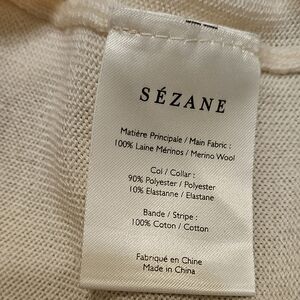 SÉZANE
Matière Principale / Main Fabric :
100% Laine Mérinos / Merino Wool
Col / Collar :
90% Polyester / Polyester
10% Elastanne / Elastane
Bande / Stripe :
100% Coton / Cotton
Fabriqué en Chine
Made in China